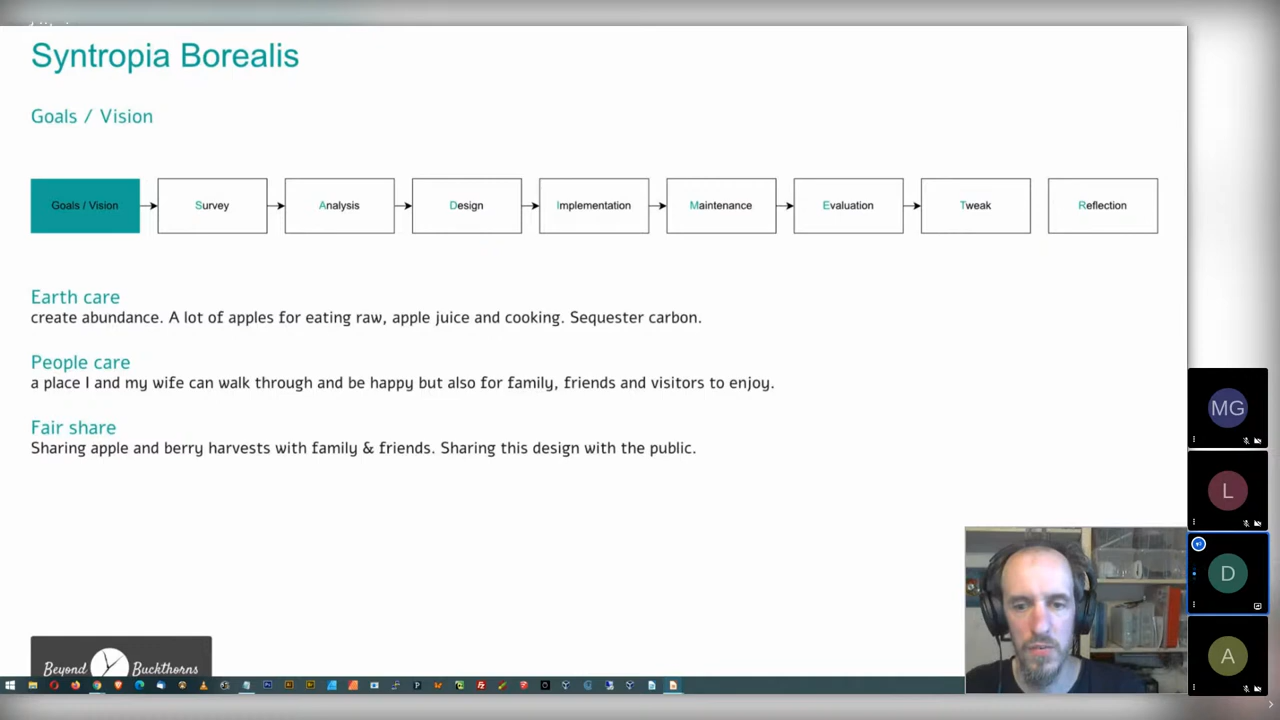 Syntropia Borealis
Goals / Vision
Goals / Vision
Survey
Analysis
Design
Implementation
Maintenance
Evaluation
Tweak
Reflection
Earth care
create abundance. A lot of apples for eating raw, apple juice and cooking. Sequester carbon.
People care
a place I and my wife can walk through and be happy but also for family, friends and visitors to enjoy.
Fair share
Sharing apple and berry harvests with family & friends. Sharing this design with the public.
Beyond Buckthorns
MG
L
D
A